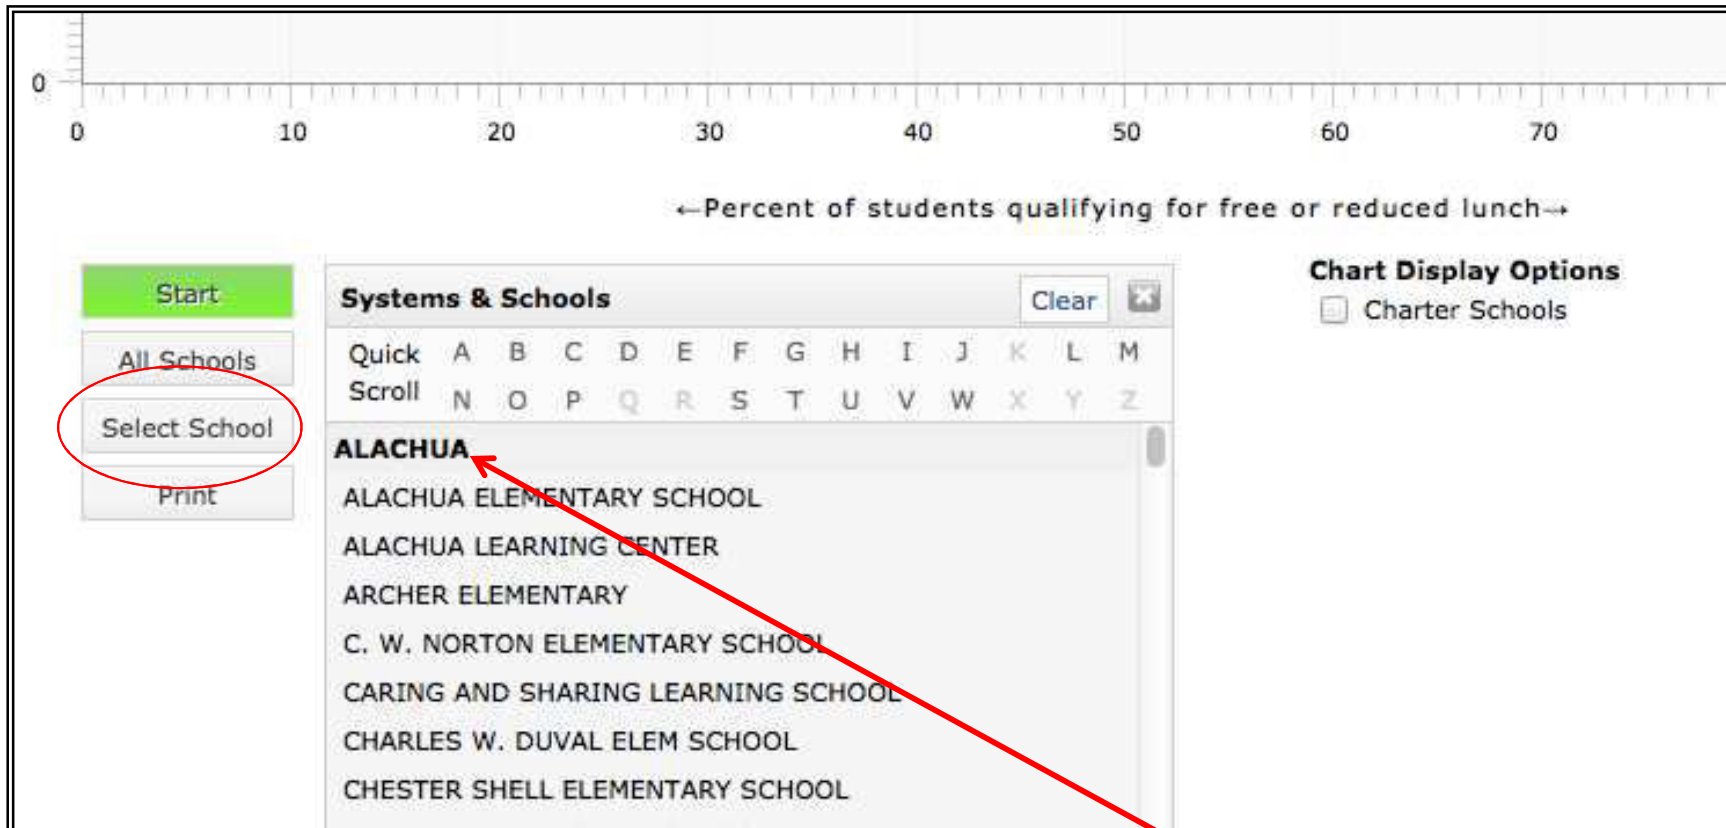 0
0 10 20 30 40 50 60 70
←Percent of students qualifying for free or reduced lunch→
Start
All Schools
Select School
Print
Systems & Schools Clear
Quick Scroll
A B C D E F G H I J K L M
N O P Q R S T U V W X Y Z
ALACHUA
ALACHUA ELEMENTARY SCHOOL
ALACHUA LEARNING CENTER
ARCHER ELEMENTARY
C. W. NORTON ELEMENTARY SCHOOL
CARING AND SHARING LEARNING SCHOOL
CHARLES W. DUVAL ELEM SCHOOL
CHESTER SHELL ELEMENTARY SCHOOL
Chart Display Options
Charter Schools